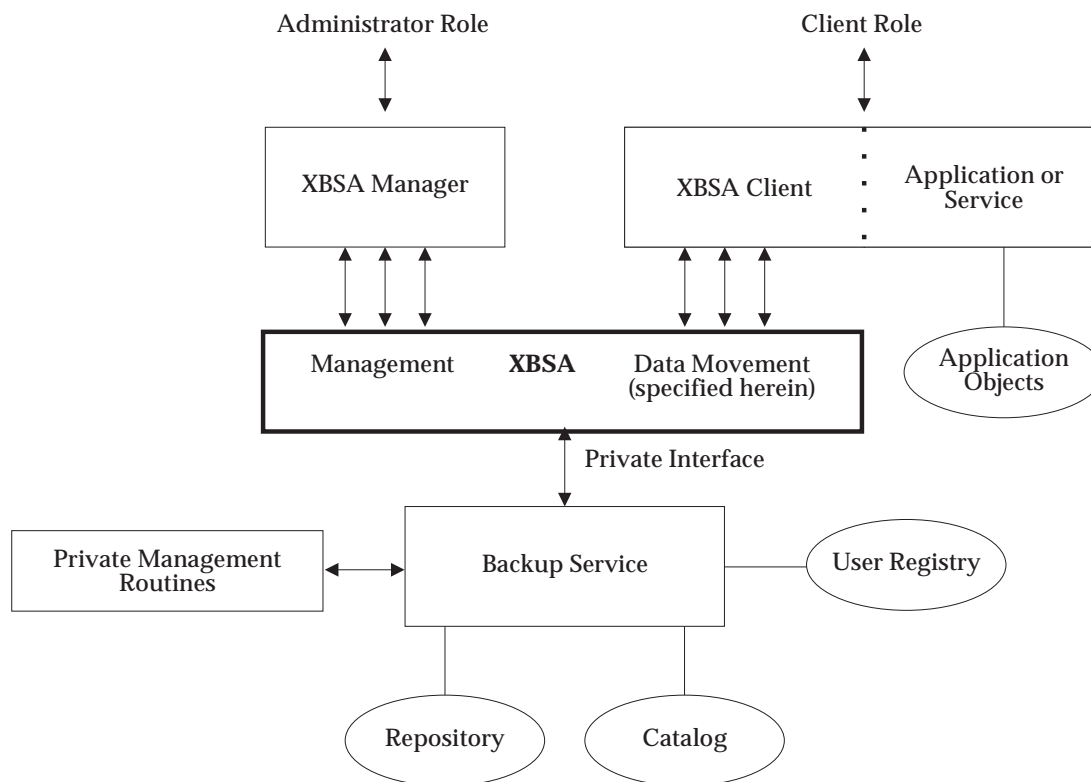 Administrator Role
Client Role
XBSA Manager
XBSA Client
Application or
Service
Management
XBSA
Data Movement
(specified herein)
Application
Objects
Private Interface
Private Management
Routines
Backup Service
User Registry
Repository
Catalog